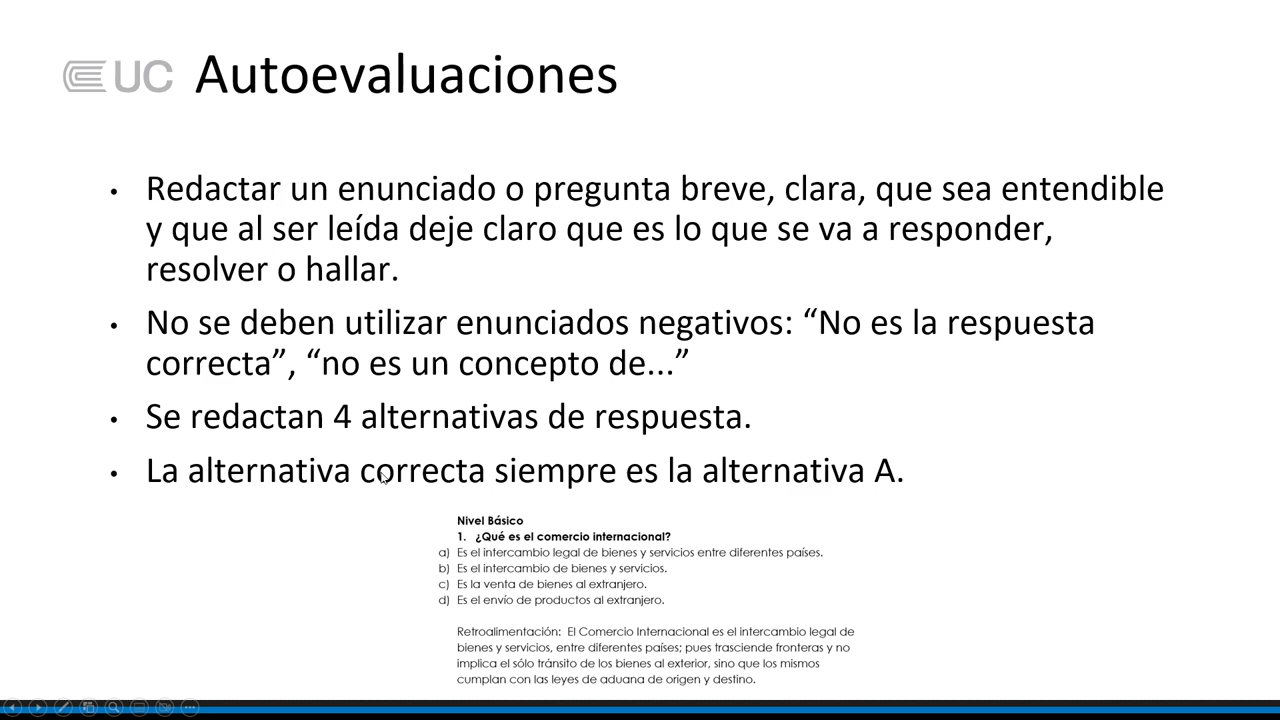 UC Autoevaluaciones
• Redactar un enunciado o pregunta breve, clara, que sea entendible
y que al ser leída deje claro que es lo que se va a responder,
resolver o hallar.
• No se deben utilizar enunciados negativos: “No es la respuesta
correcta”, “no es un concepto de...”
• Se redactan 4 alternativas de respuesta.
• La alternativa correcta siempre es la alternativa A.
Nivel Básico
1. ¿Qué es el comercio internacional?
a) Es el intercambio legal de bienes y servicios entre diferentes países.
b) Es el intercambio de bienes y servicios.
c) Es la venta de bienes al extranjero.
d) Es el envío de productos al extranjero.
Retroalimentación: El Comercio Internacional es el intercambio legal de
bienes y servicios, entre diferentes países; pues trasciende fronteras y no
implica el sólo tránsito de los bienes al exterior, sino que los mismos
cumplan con las leyes de aduana de origen y destino.